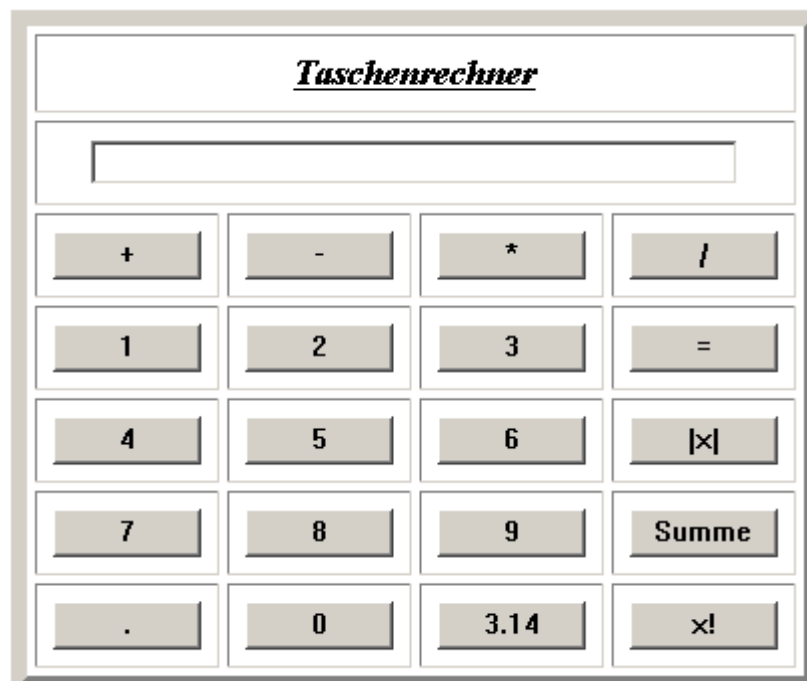 Taschenrechner
+ - * /
1 2 3 =
4 5 6 |x|
7 8 9 Summe
. 0 3.14 x!